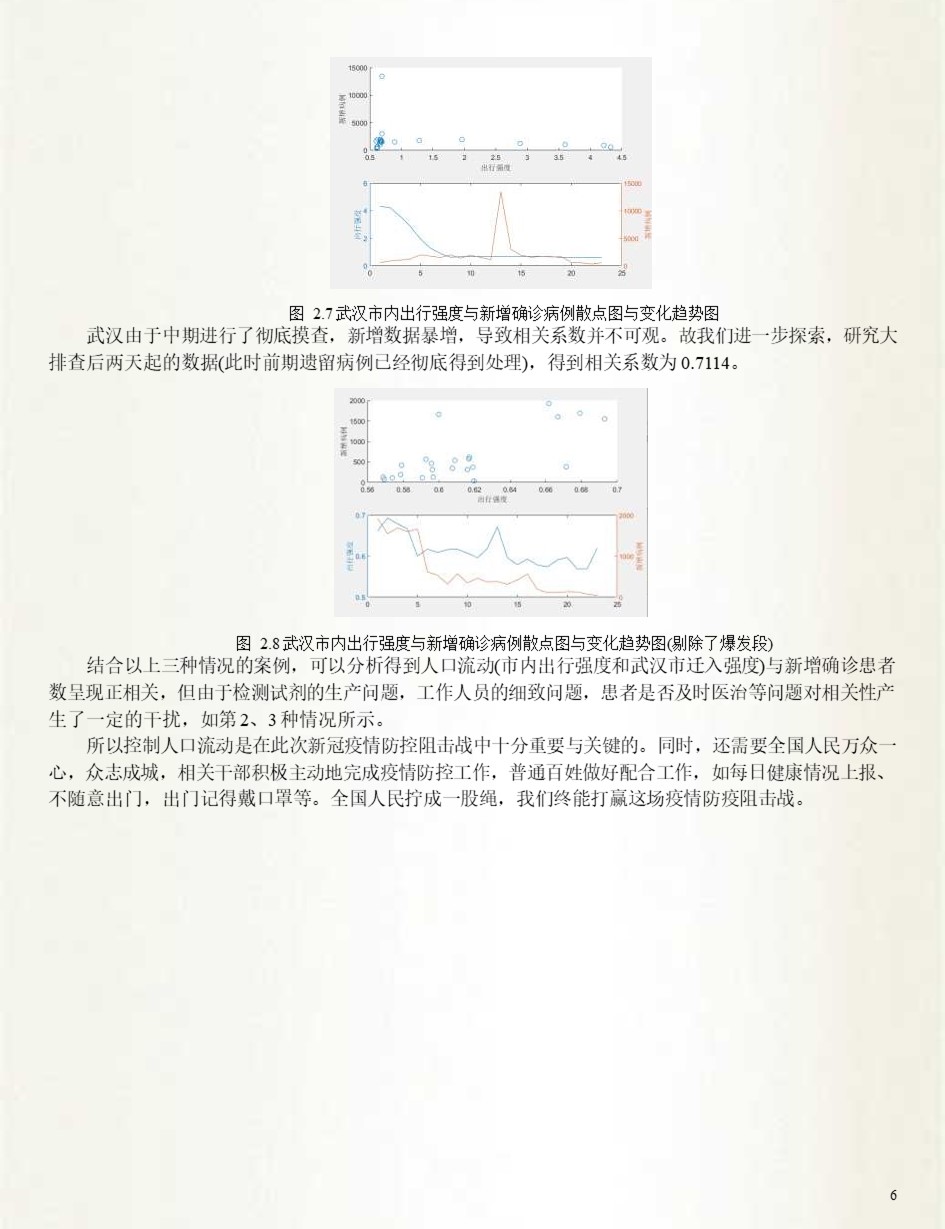 15000
10000
5000
0
新增病例
0.5 1 1.5 2 2.5 3 3.5 4 4.5
出行强度
6
4
2
0
15000
10000
5000
0
新增病例
0 5 10 15 20 25
图 2.7武汉市内出行强度与新增确诊病例散点图与变化趋势图
武汉由于中期进行了彻底摸查，新增数据暴增，导致相关系数并不可观。故我们进一步探索，研究大
排查后两天起的数据(此时前期遗留病例已经彻底得到处理)，得到相关系数为 0.7114。
2000
1500
1000
500
0
新增病例
0.56 0.58 0.6 0.62 0.64 0.66 0.68 0.7
出行强度
0.7
0.6
0.5
2000
1000
0
新增病例
0 5 10 15 20 25
图 2.8武汉市内出行强度与新增确诊病例散点图与变化趋势图(剔除了爆发段)
结合以上三种情况的案例，可以分析得到人口流动(市内出行强度和武汉市迁入强度)与新增确诊患者
数呈现正相关，但由于检测试剂的生产问题，工作人员的细致问题，患者是否及时医治等问题对相关性产
生了一定的干扰，如第 2、3 种情况所示。
所以控制人口流动是在此次新冠疫情防控阻击战中十分重要与关键的。同时，还需要全国人民万众一
心，众志成城，相关干部积极主动地完成疫情防控工作，普通百姓做好配合工作，如每日健康情况上报、
不随意出门，出门记得戴口罩等。全国人民拧成一股绳，我们终能打赢这场疫情防疫阻击战。
6